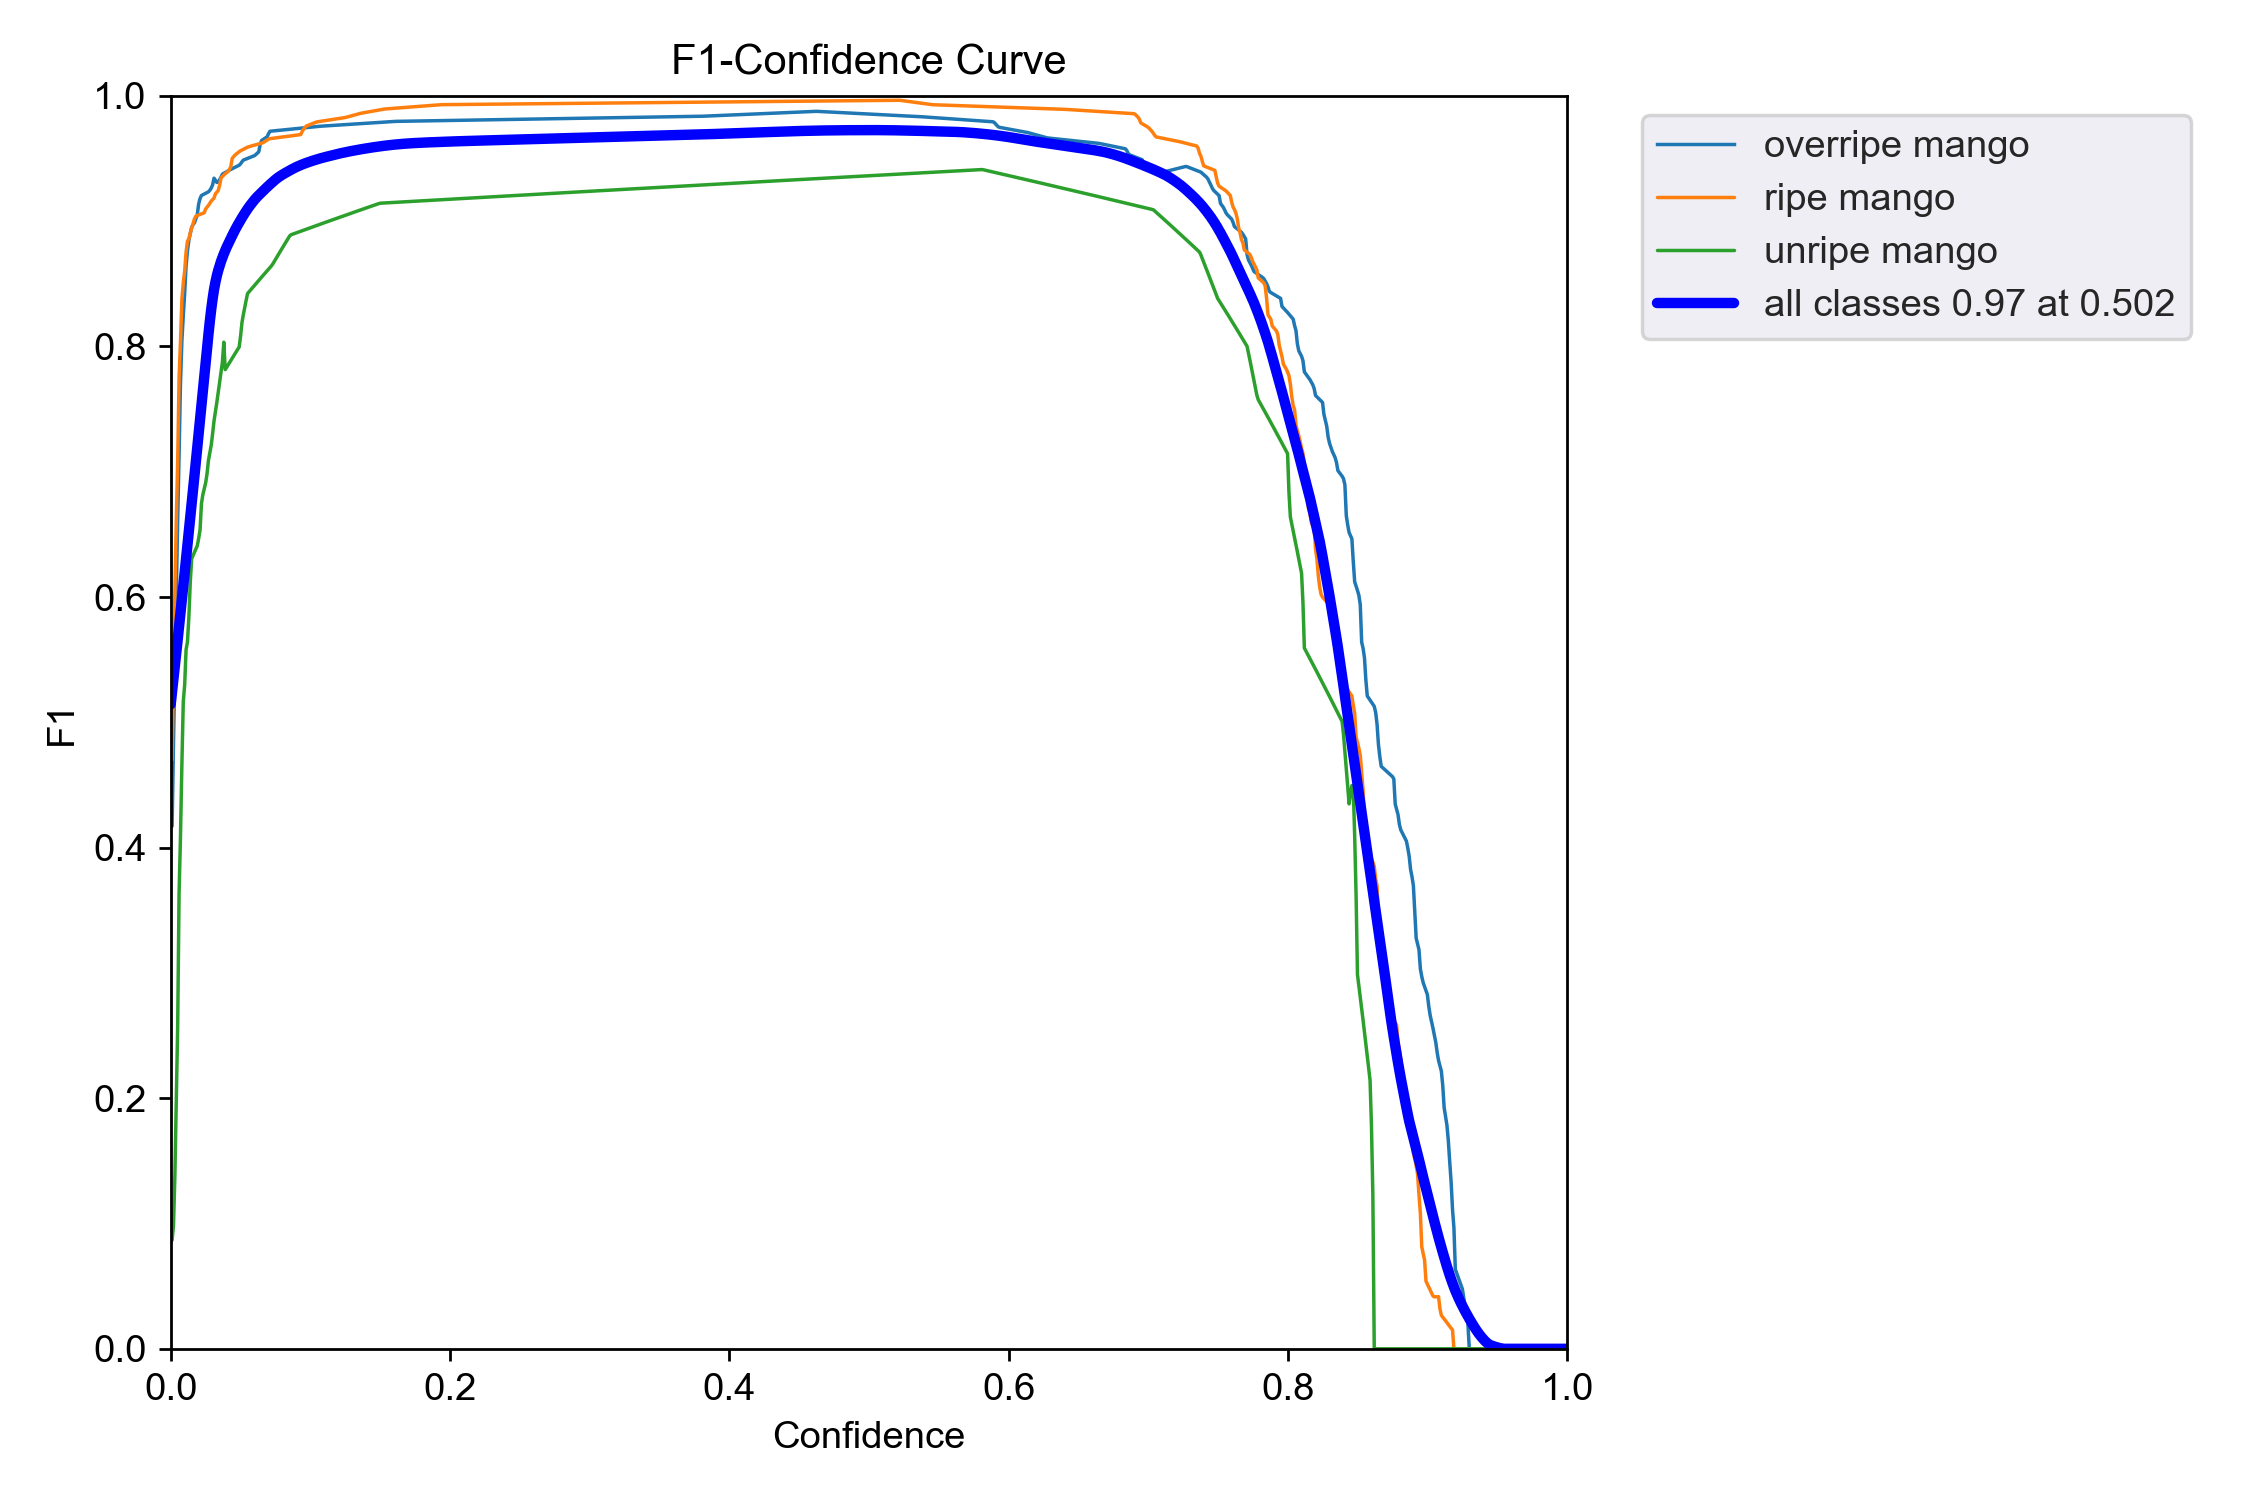 F1-Confidence Curve
1.0
0.8
0.6
0.4
0.2
0.0
F1
0.0 0.2 0.4 0.6 0.8 1.0
Confidence
overripe mango
ripe mango
unripe mango
all classes 0.97 at 0.502